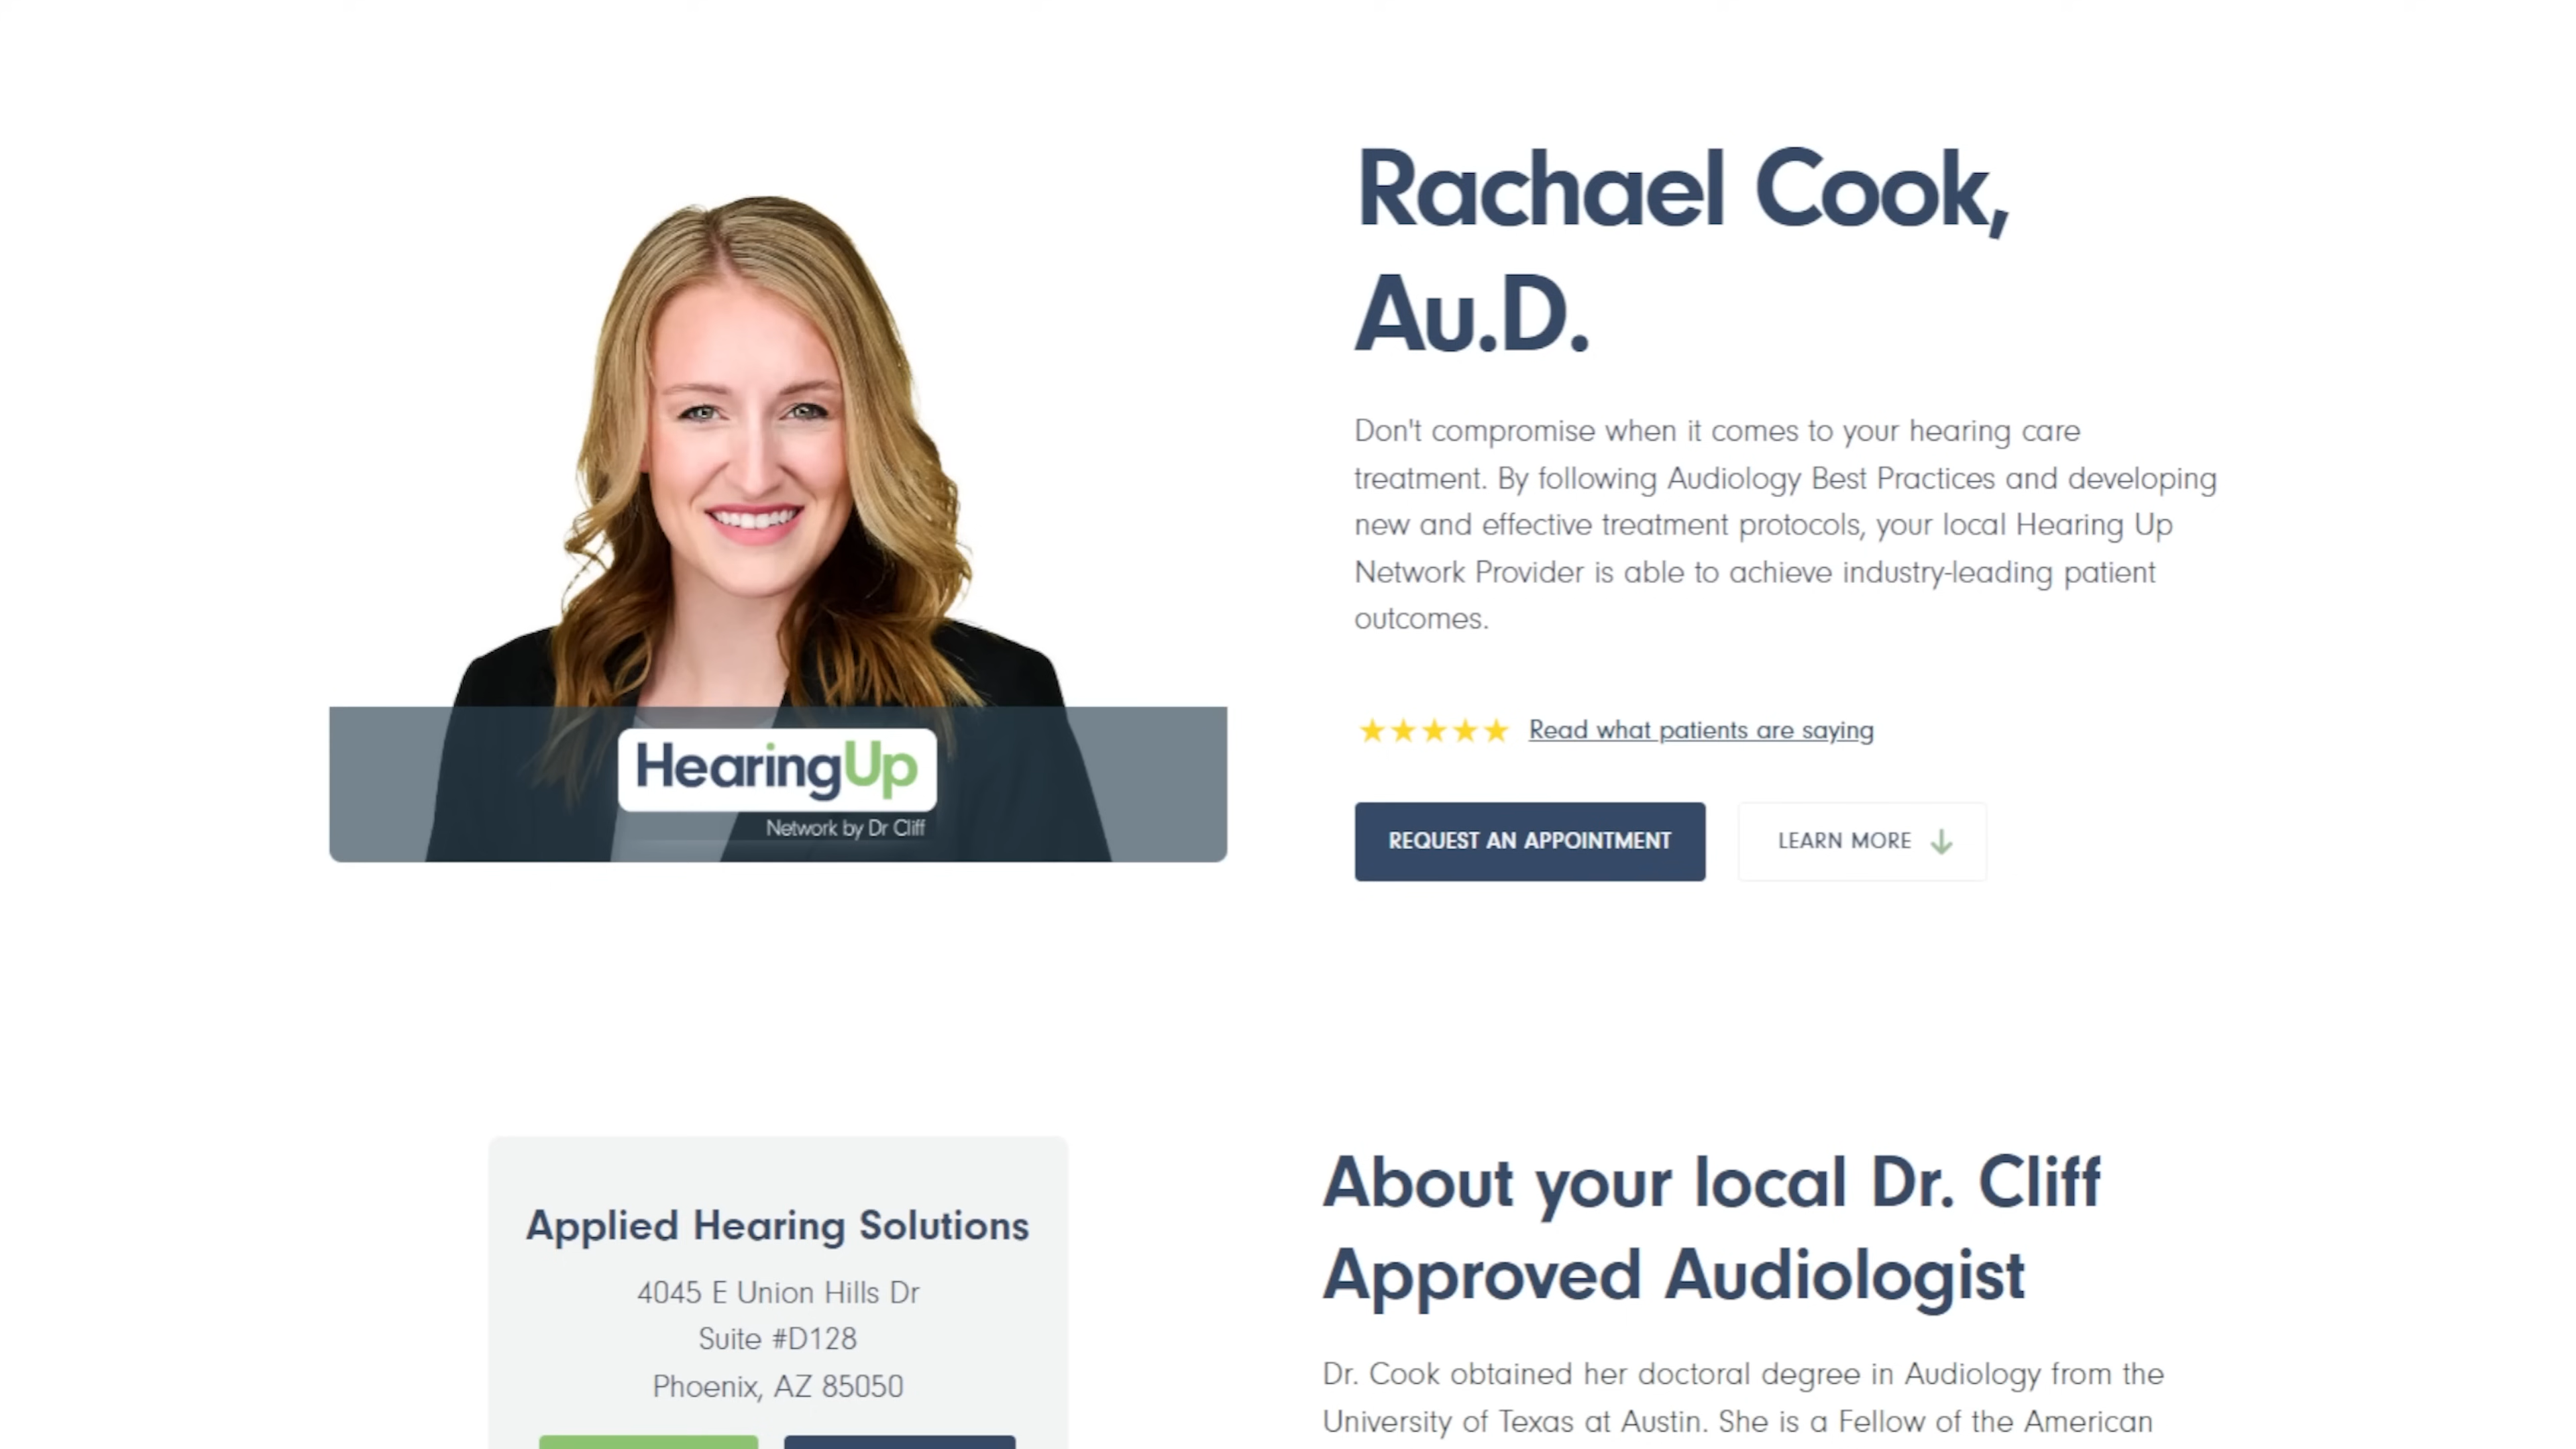 Rachael Cook,
Au.D.
Don't compromise when it comes to your hearing care
treatment. By following Audiology Best Practices and developing
new and effective treatment protocols, your local Hearing Up
Network Provider is able to achieve industry-leading patient
outcomes.
HearingUp
Network by Dr Cliff
Read what patients are saying
REQUEST AN APPOINTMENT
LEARN MORE
Applied Hearing Solutions
4045 E Union Hills Dr
Suite #D128
Phoenix, AZ 85050
About your local Dr. Cliff
Approved Audiologist
Dr. Cook obtained her doctoral degree in Audiology from the
University of Texas at Austin. She is a Fellow of the American